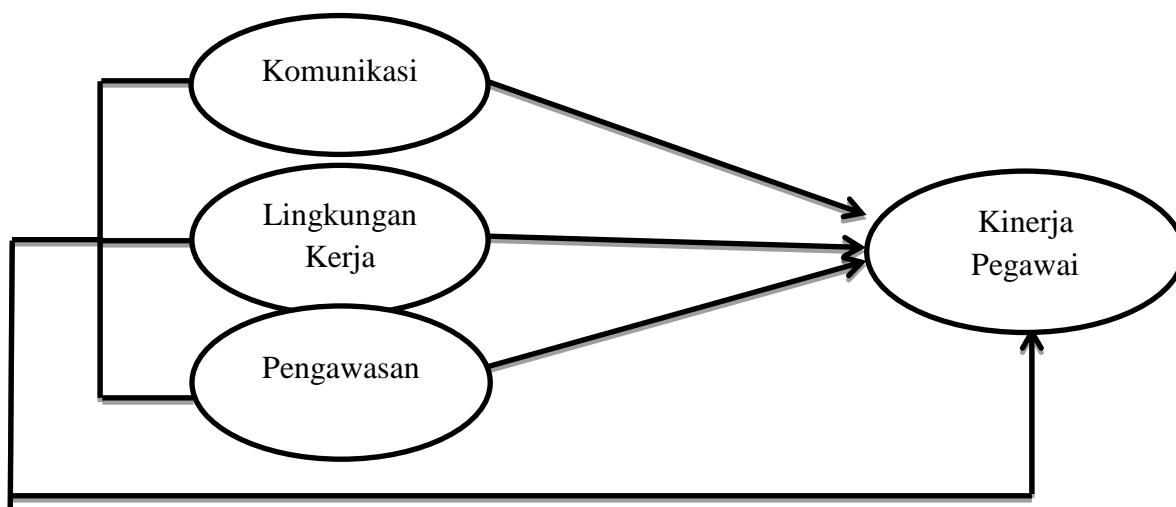 Komunikasi
Lingkungan
Kerja
Pengawasan
Kinerja
Pegawai